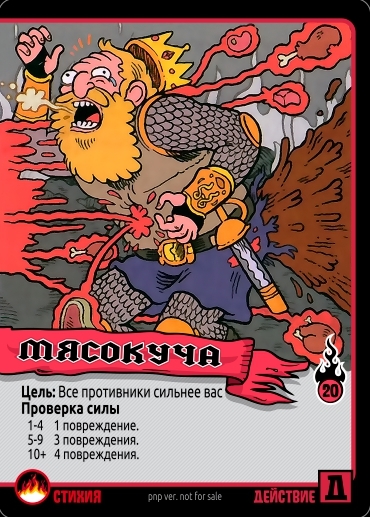 МЯСОКУЧА
20
Цель: Все противники сильнее вас
Проверка силы
1-4 1 повреждение.
5-9 3 повреждения.
10+ 4 повреждения.
СТИХИЯ
pnp ver. not for sale
ДЕЙСТВИЕ Д